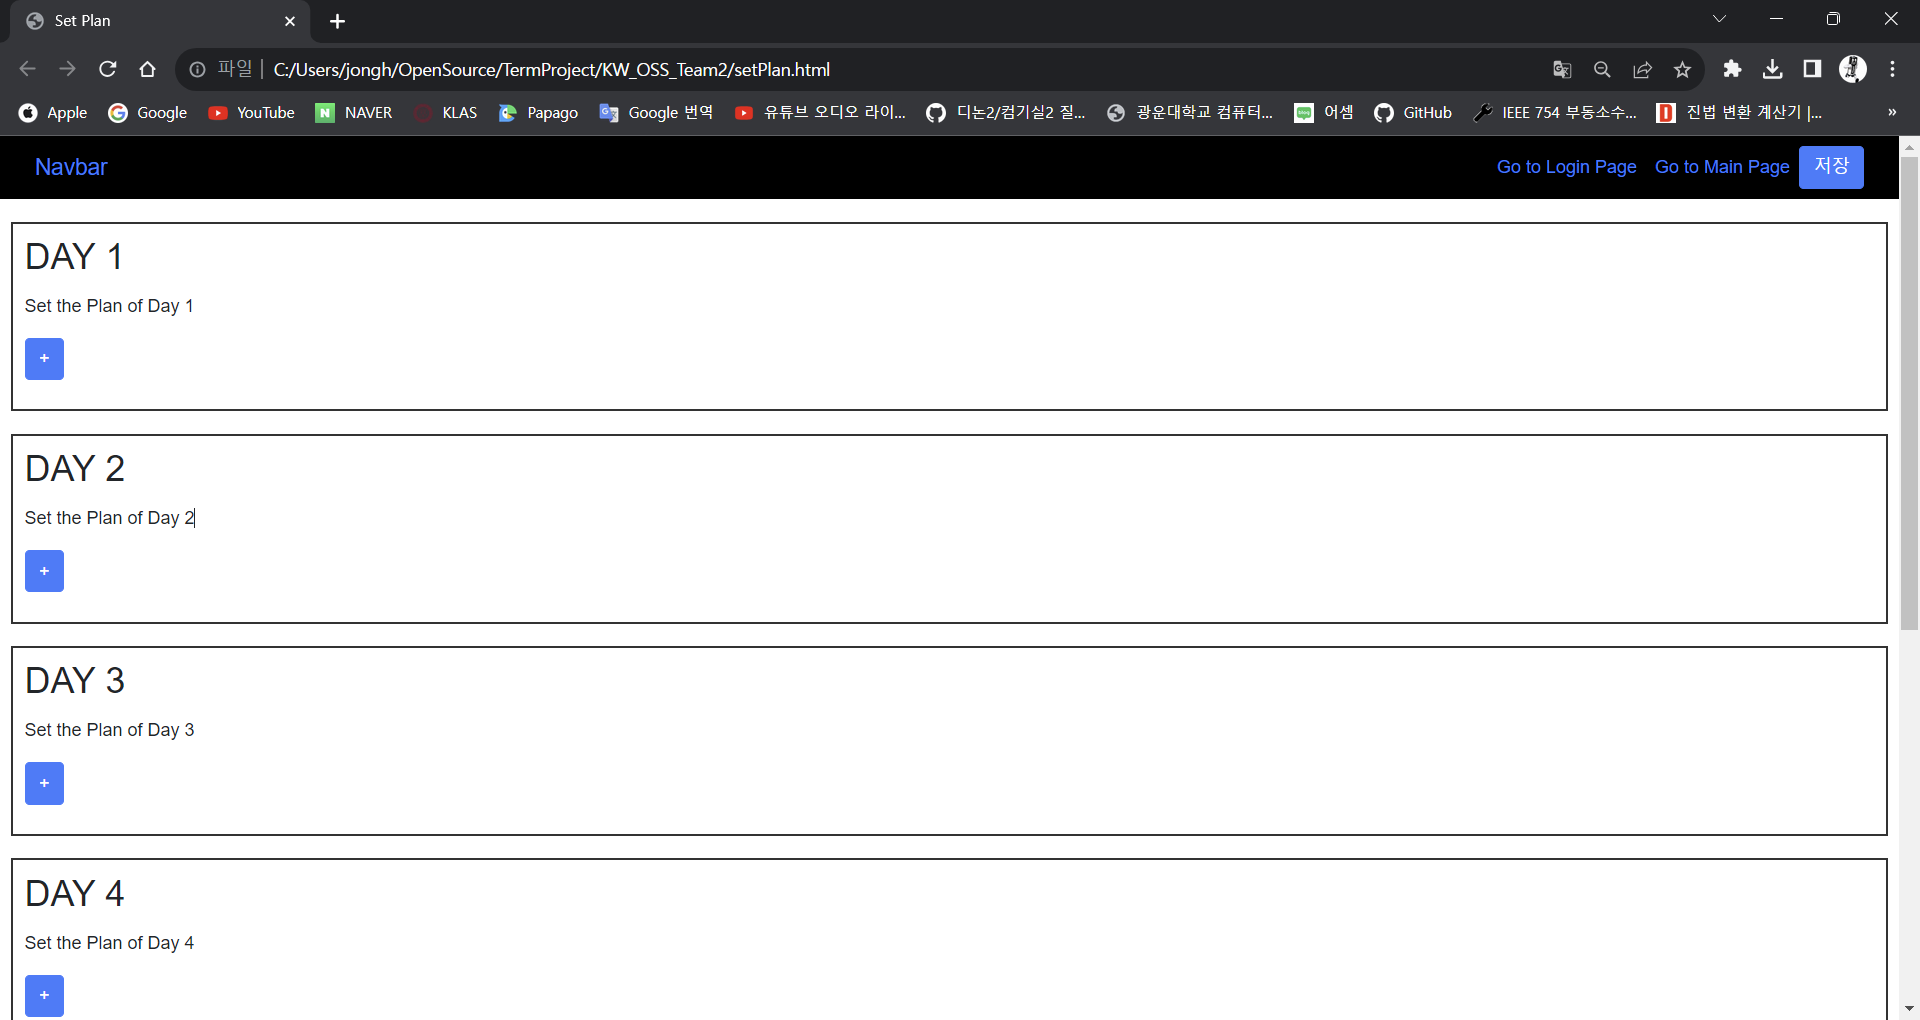 Set Plan
파일 C:/Users/jongh/OpenSource/TermProject/KW_OSS_Team2/setPlan.html
Apple Google YouTube NAVER KLAS Papago Google 번역 유튜브 오디오 라이... 디논2/컴기실2 질... 광운대학교 컴퓨터... 어셈 GitHub IEEE 754 부동소수... 진법 변환 계산기 |... »
Navbar Go to Login Page Go to Main Page 저장
DAY 1
Set the Plan of Day 1
+
DAY 2
Set the Plan of Day 2
+
DAY 3
Set the Plan of Day 3
+
DAY 4
Set the Plan of Day 4
+